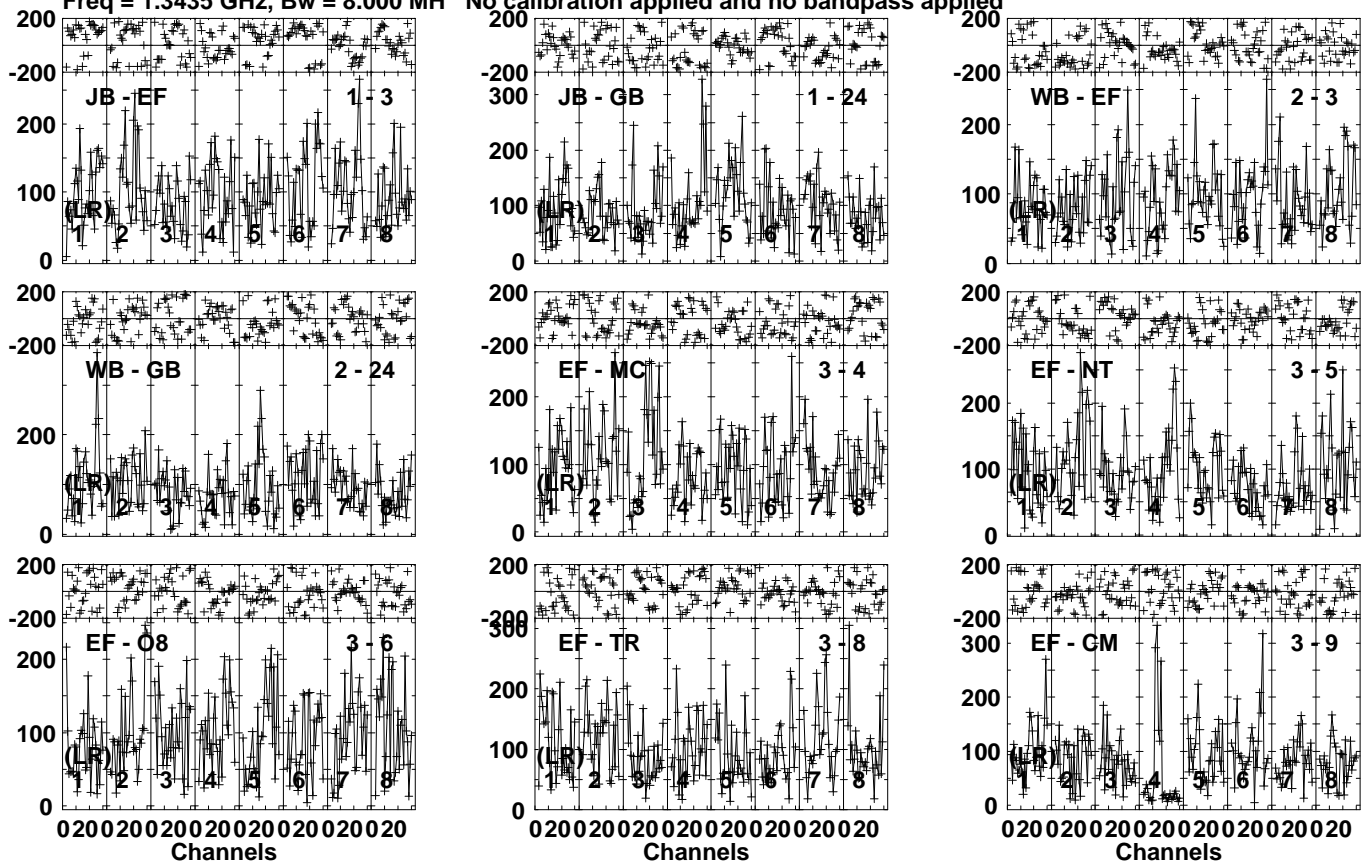 Freq = 1.3435 GHz, Bw = 8.000 MH No calibration applied and no bandpass applied
200 200 200
-200 -200 -200
JB - EF 1 - 3 JB - GB 1 - 24 WB - EF 2 - 3
300
200 200 200
100 100 100
(LR) (LR) (LR)
1 2 3 4 5 6 7 8 1 2 3 4 5 6 7 8 1 2 3 4 5 6 7 8
0 0 0
200 200 200
-200 -200 -200
WB - GB 2 - 24 EF - MC 3 - 4 EF - NT 3 - 5
200 200 200
100 100
(LR) (LR) (LR)
1 2 3 4 5 6 7 8 1 2 3 4 5 6 7 8 1 2 3 4 5 6 7 8
0 0 0
200 200 200
-200 -200
300
EF - O8 3 - 6 EF - TR 3 - 8 EF - CM 3 - 9
300
200 200 200
100 100 100
(LR) (LR) (LR)
1 2 3 4 5 6 7 8 1 2 3 4 5 6 7 8 1 2 3 4 5 6 7 8
0 0 0
0 20 0 20 0 20 0 20 0 20 0 20 0 20 0 20 0 20 0 20 0 20 0 20 0 20 0 20 0 20 0 20 0 20 0 20 0 20 0 20 0 20 0 20 0 20 0 20
Channels Channels Channels